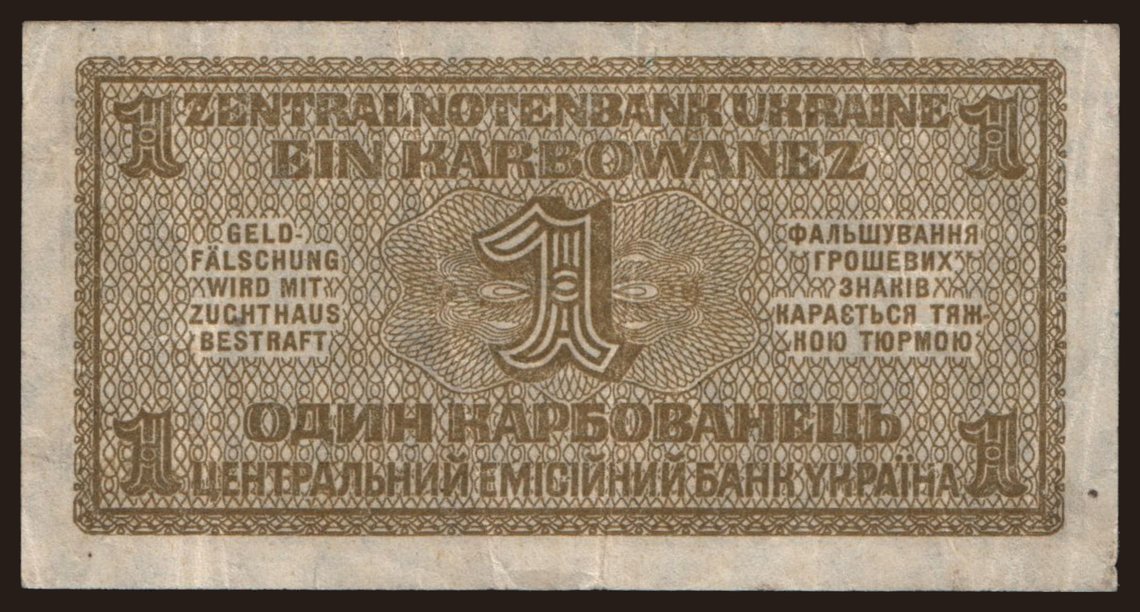 1 ZENTRALNOTENBANK UKRAINE 1
EIN KARBOWANEZ
GELD-
FÄLSCHUNG
WIRD MIT
ZUCHTHAUS
BESTRAFT
1
ФАЛЬШУВАННЯ
ГРОШЕВИХ
ЗНАКІВ
КАРАЄТЬСЯ ТЯЖ-
КОЮ ТЮРМОЮ
ОДИН КАРБОВАНЕЦЬ
1 ЦЕНТРАЛЬНИЙ ЕМІСІЙНИЙ БАНК УКРАЇНА 1